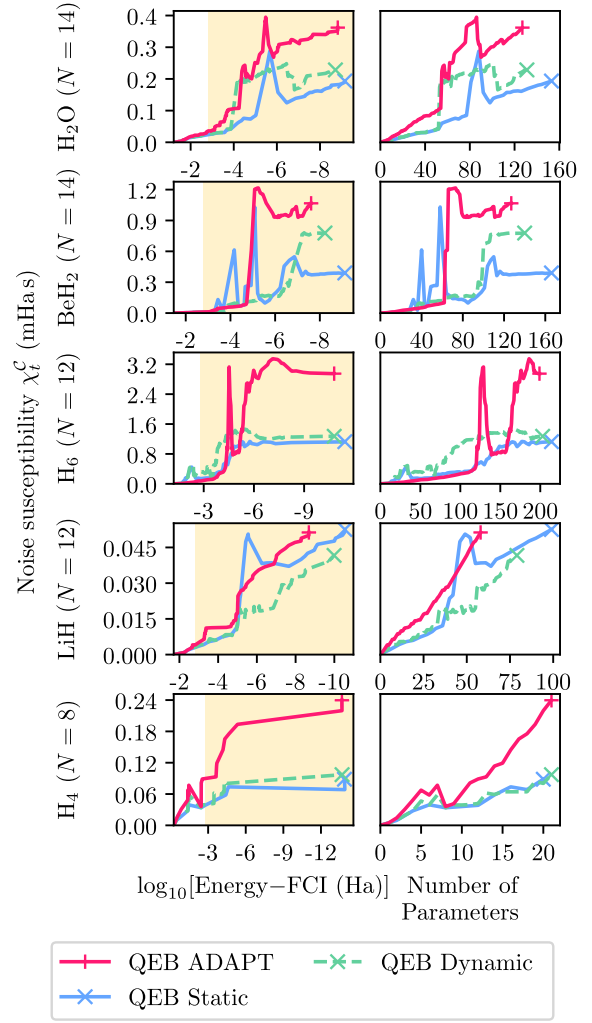 Noise susceptibility χₜᶜ (mHa s)
H₂O (N = 14)
0.4
0.3
0.2
0.1
0.0
-2 -4 -6 -8
0 40 80 120 160
BeH₂ (N = 14)
1.2
0.9
0.6
0.3
0.0
-2 -4 -6 -8
0 40 80 120 160
H₆ (N = 12)
3.2
2.4
1.6
0.8
0.0
-3 -6 -9
0 50 100 150 200
LiH (N = 12)
0.045
0.030
0.015
0.000
-2 -4 -6 -8 -10
0 25 50 75 100
H₄ (N = 8)
0.24
0.18
0.12
0.06
0.00
-3 -6 -9 -12
0 5 10 15 20
log₁₀[Energy−FCI (Ha)]
Number of
Parameters
QEB ADAPT
QEB Static
QEB Dynamic